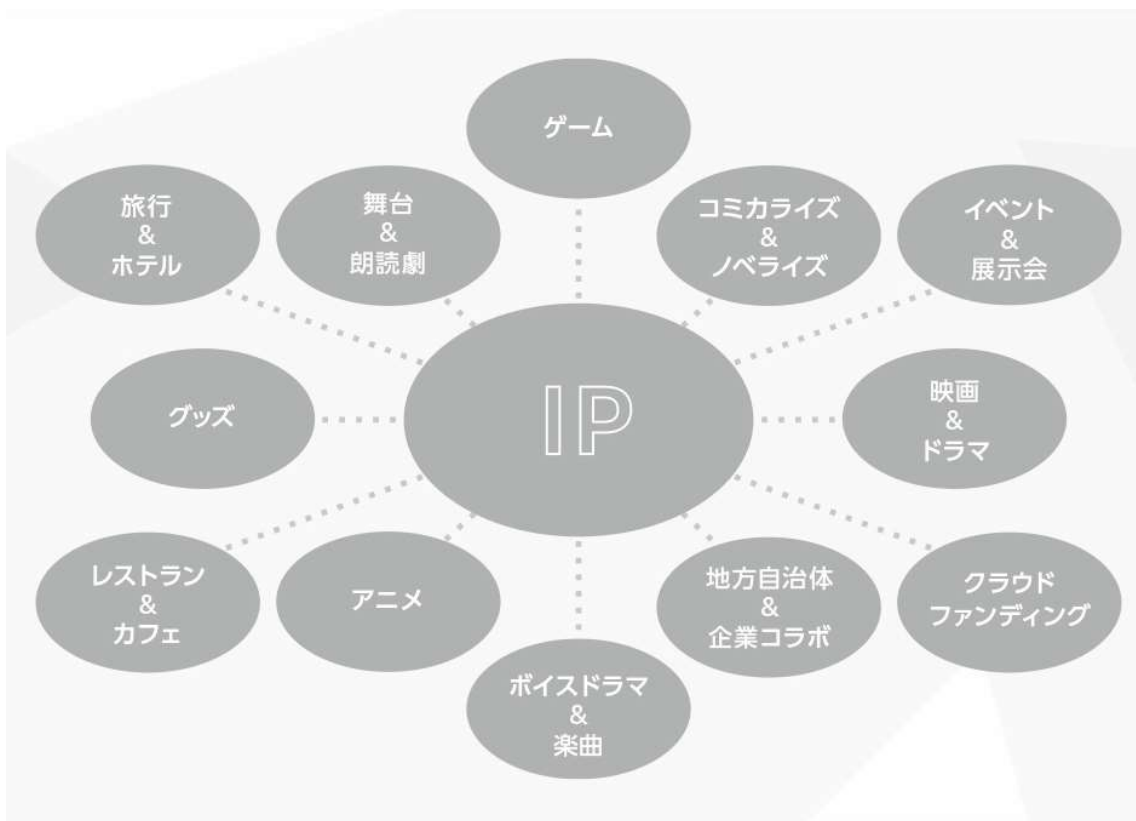 ゲーム
旅行
&
ホテル
舞台
&
朗読劇
コミカライズ
&
ノベライズ
イベント
&
展示会
グッズ
IP
映画
&
ドラマ
レストラン
&
カフェ
アニメ
ボイスドラマ
&
楽曲
地方自治体
&
企業コラボ
クラウド
ファンディング